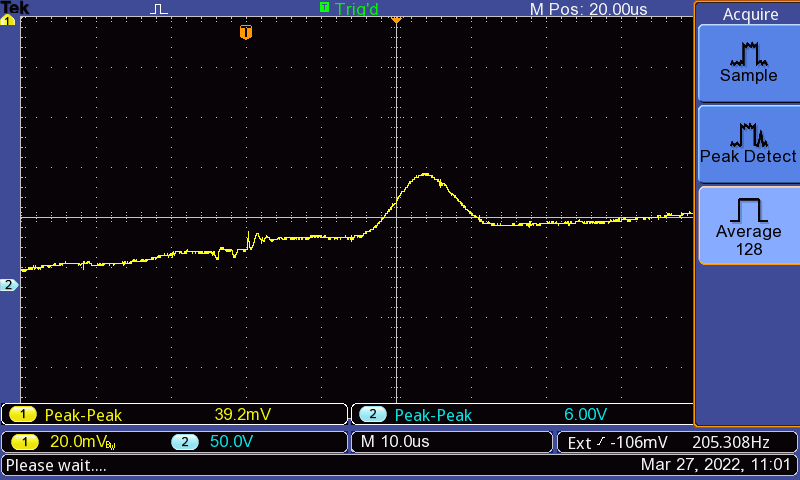 Tek
T Trig'd
M Pos: 20.00us
Acquire
1
T
Sample
Peak Detect
Average
128
2
1 Peak-Peak 39.2mV
2 Peak-Peak 6.00V
1 20.0mVBW 2 50.0V
M 10.0us
Ext -106mV 205.308Hz
Please wait.... Mar 27, 2022, 11:01